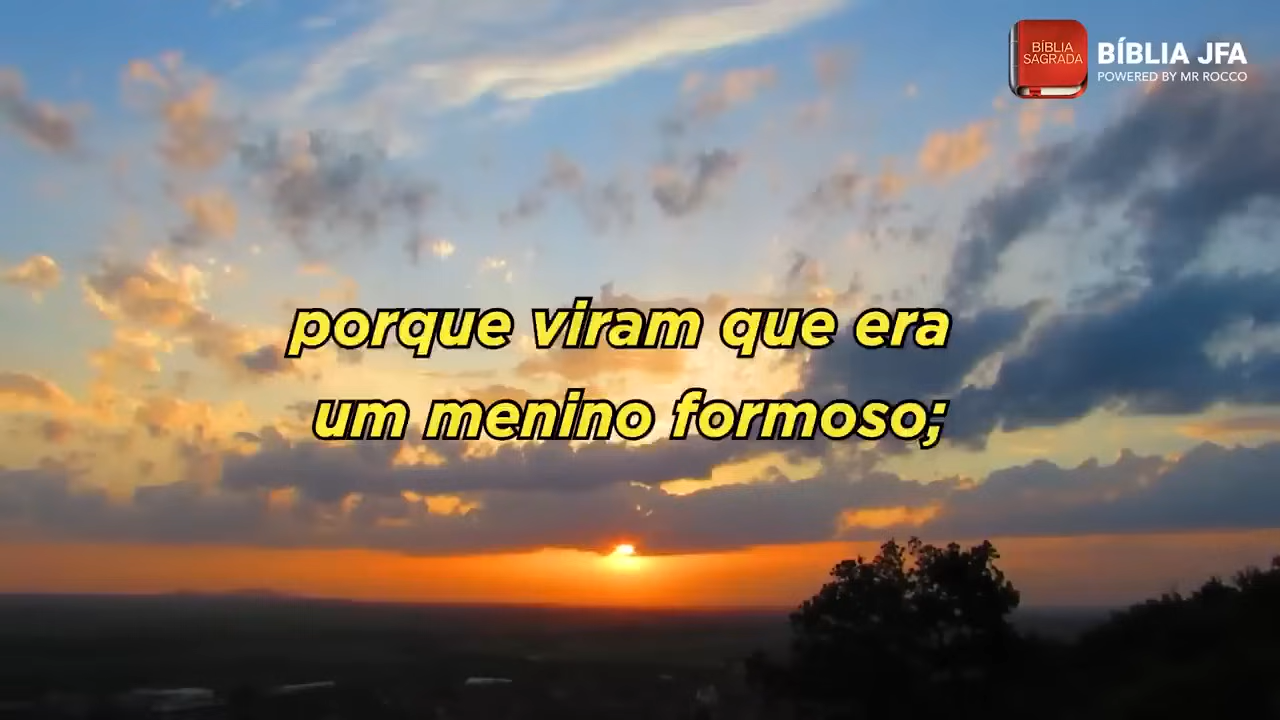 BÍBLIA
SAGRADA
BÍBLIA JFA
POWERED BY MR ROCCO
porque viram que era
um menino formoso;